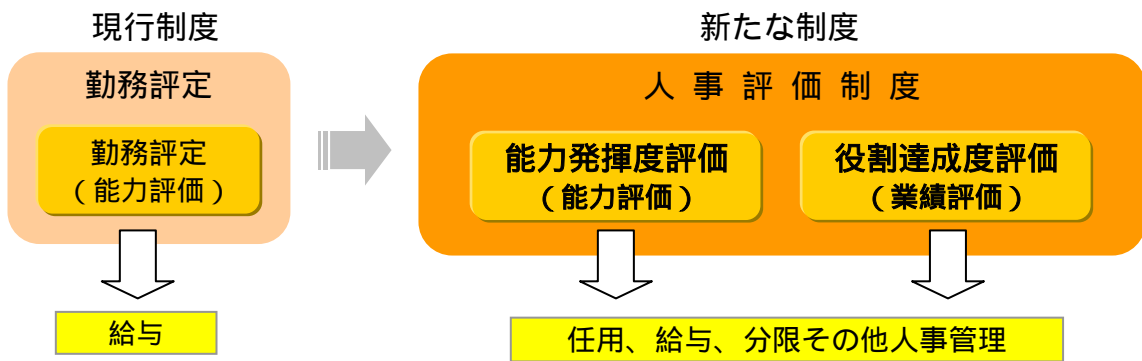 現行制度
勤務評定
勤務評定
（能力評価）
給与
新たな制度
人事評価制度
能力発揮度評価
（能力評価）
役割達成度評価
（業績評価）
任用、給与、分限その他人事管理